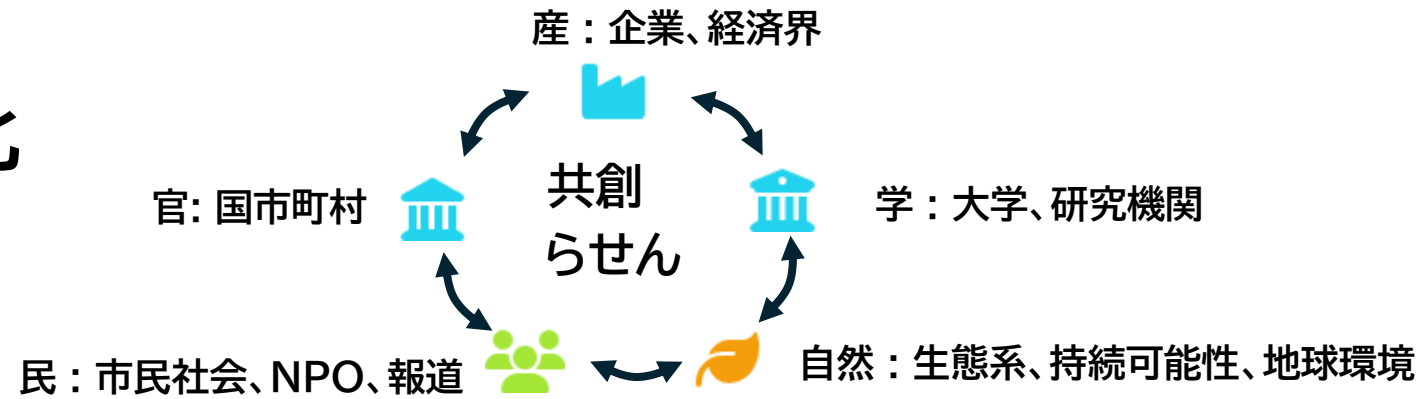 産：企業、経済界
化
共創
らせん
官: 国市町村
学：大学、研究機関
民：市民社会、NPO、報道
自然：生態系、持続可能性、地球環境